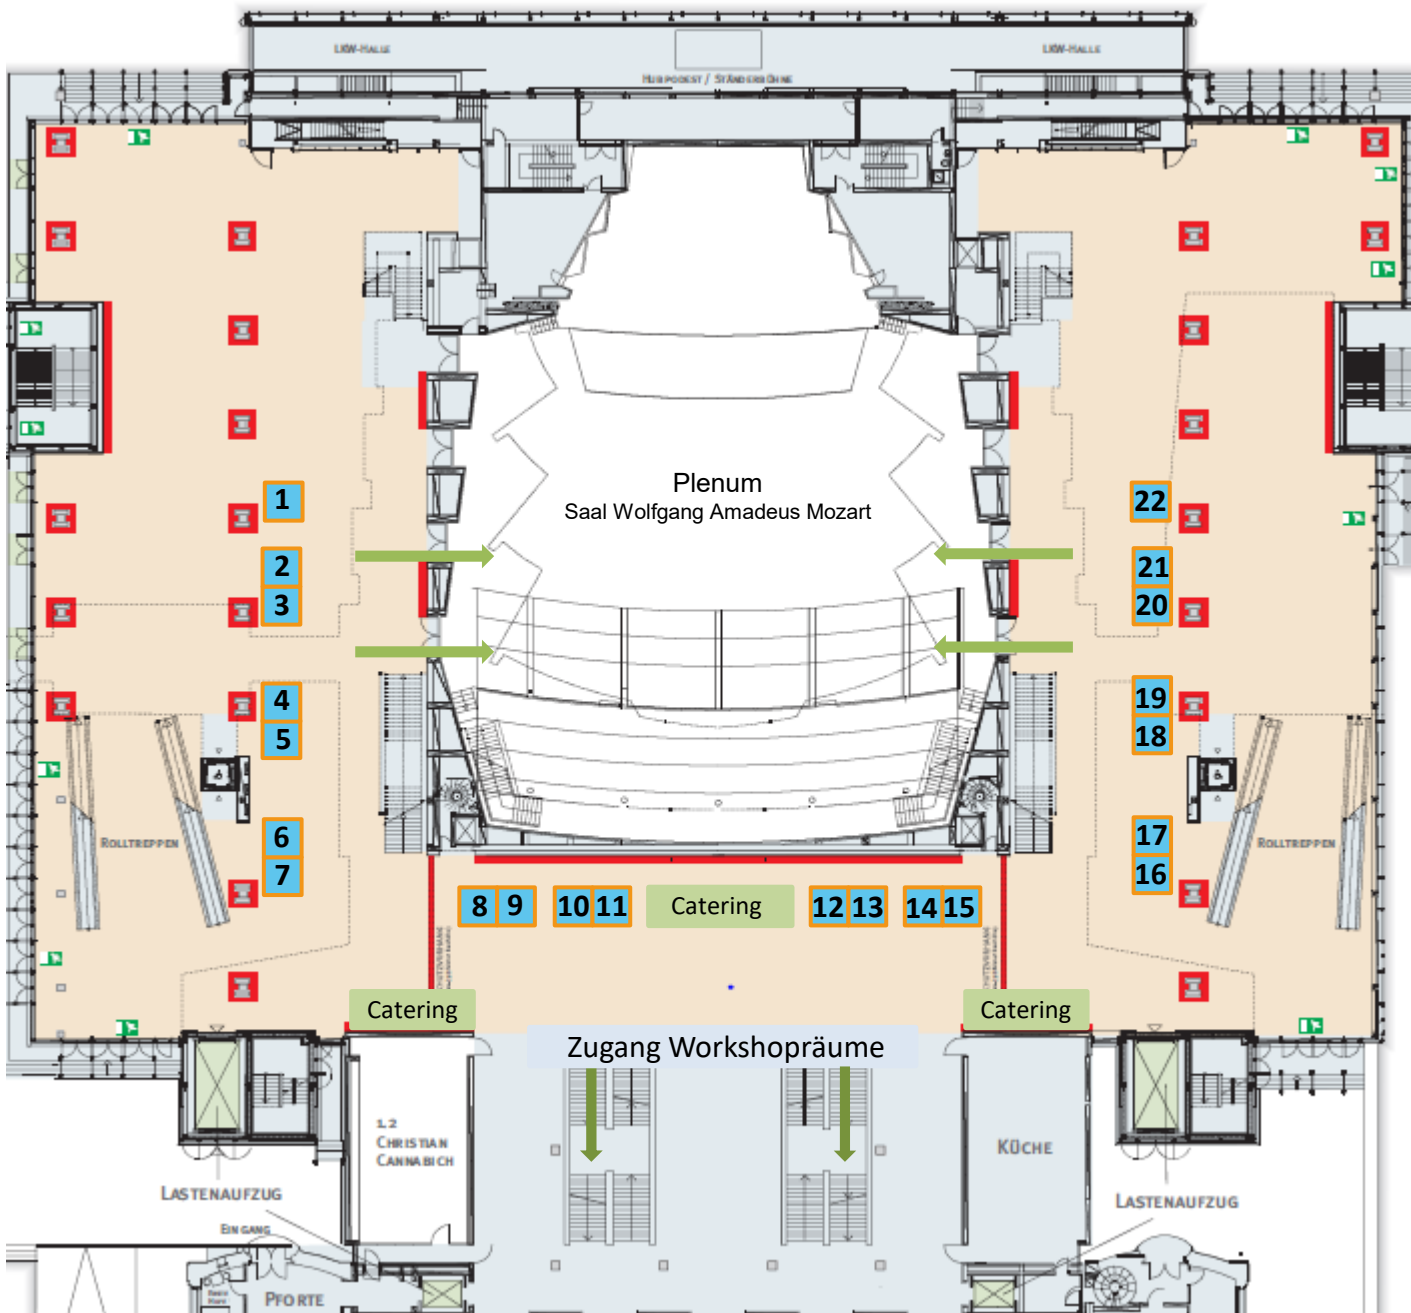 LKW-HALLE
LKW-HALLE
HUBPODEST / STÄNDERBÜHNE
Plenum
Saal Wolfgang Amadeus Mozart
1
22
2
21
3
20
4
19
5
18
6
17
7
16
ROLLTREPPEN
ROLLTREPPEN
8 9 10 11 Catering 12 13 14 15
Catering
Catering
Zugang Workshopräume
1.2
CHRISTIAN
CANNABICH
KÜCHE
LASTENAUFZUG
LASTENAUFZUG
EINGANG
PFORTE